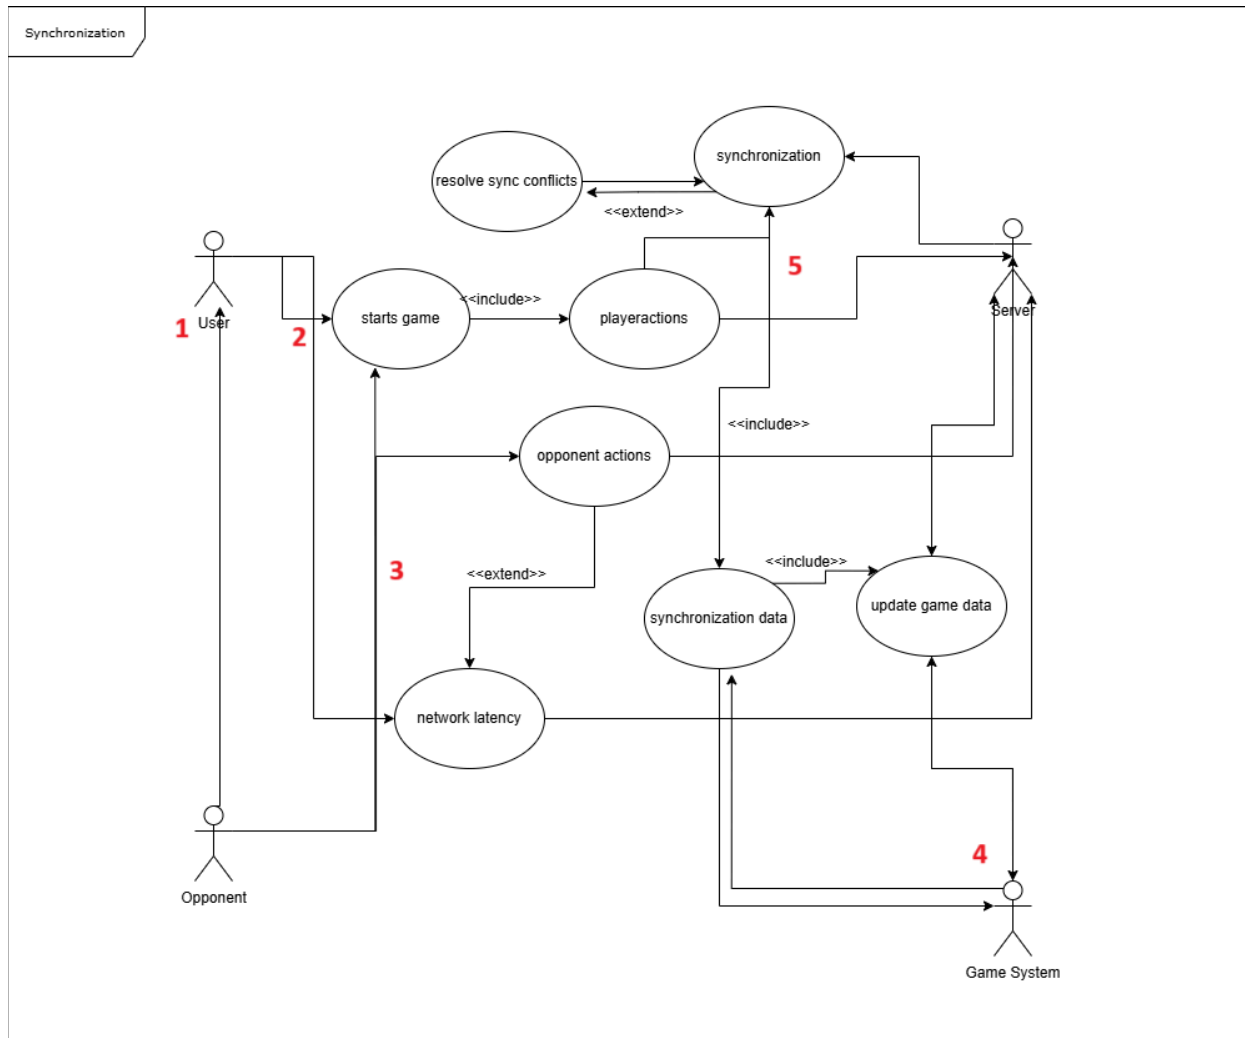 Synchronization
synchronization
resolve sync conflicts
<<extend>>
5
Server
1
User
2
starts game
<<include>>
playeractions
<<include>>
opponent actions
3
<<extend>>
<<include>>
synchronization data
update game data
network latency
4
Opponent
Game System